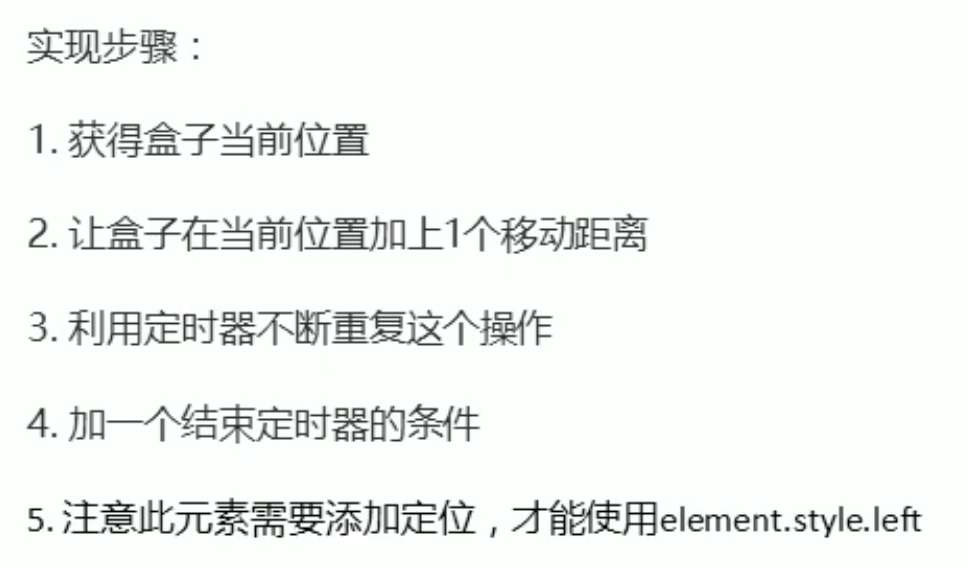 实现步骤：
1. 获得盒子当前位置
2. 让盒子在当前位置加上1个移动距离
3. 利用定时器不断重复这个操作
4. 加一个结束定时器的条件
5. 注意此元素需要添加定位，才能使用element.style.left